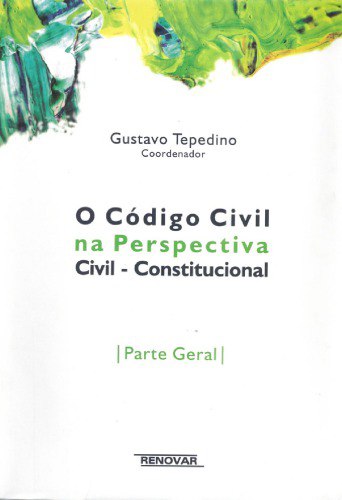 Gustavo Tepedino
Coordenador
O Código Civil
na Perspectiva
Civil - Constitucional
|Parte Geral|
RENOVAR